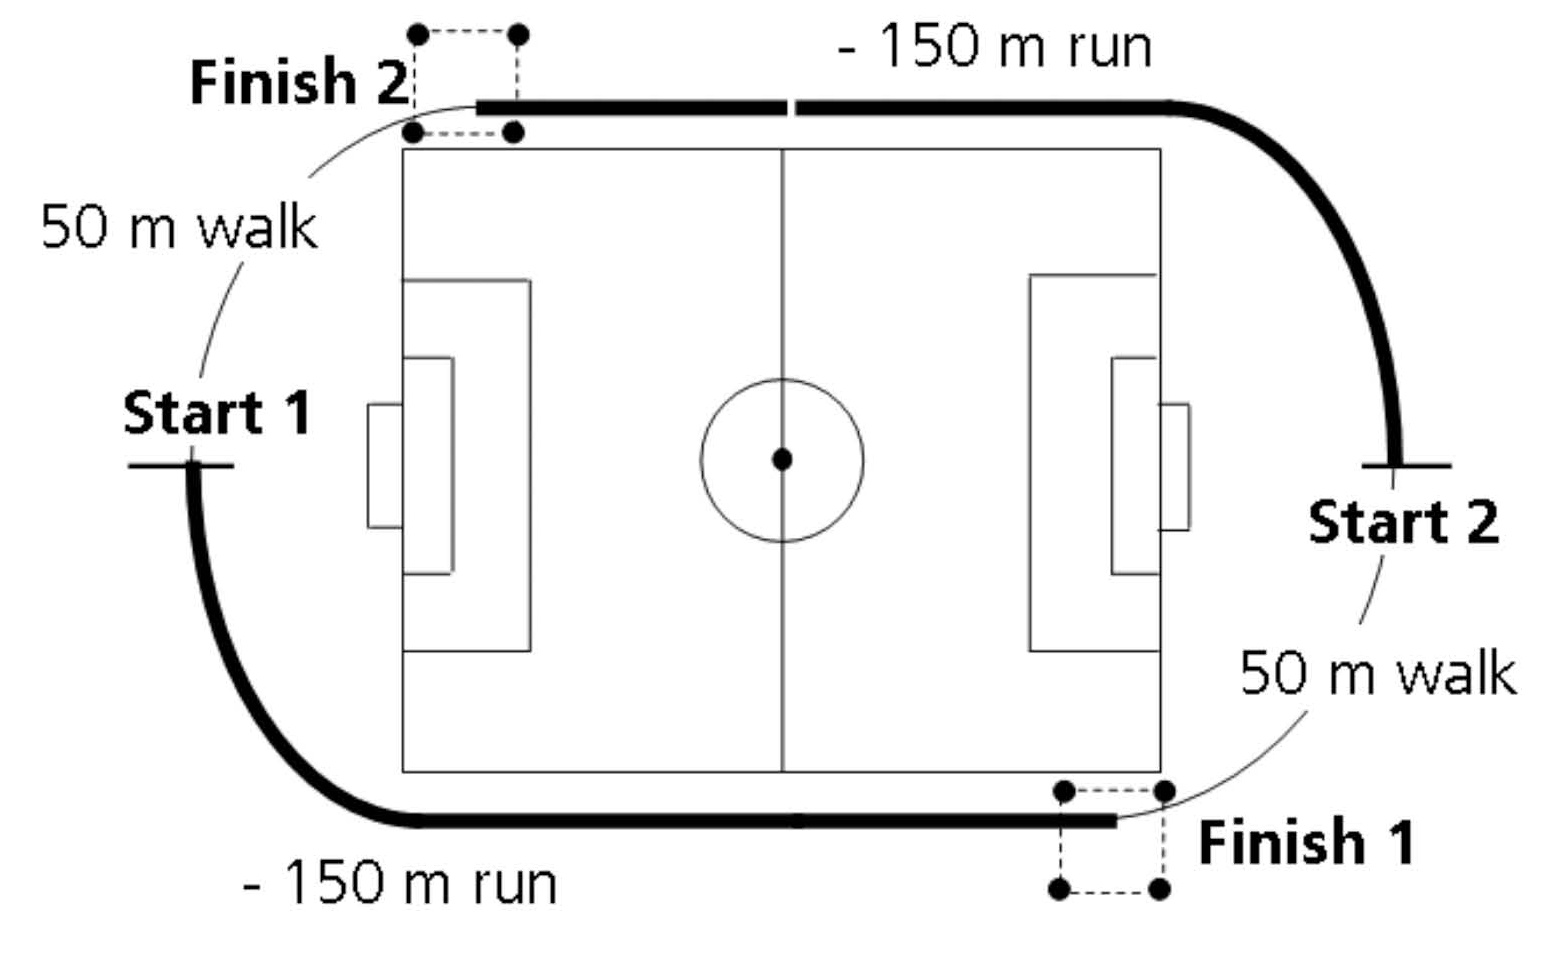 - 150 m run
Finish 2
50 m walk
Start 1
Start 2
50 m walk
Finish 1
- 150 m run